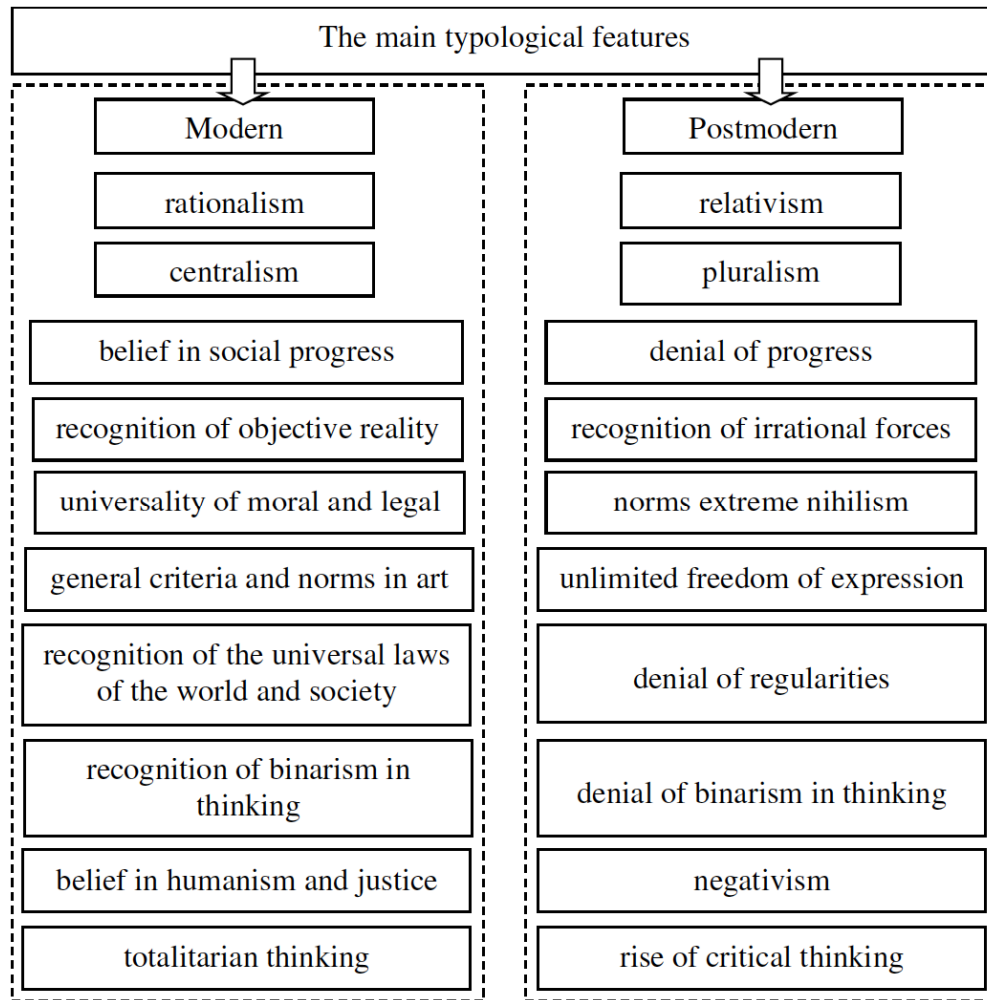 The main typological features
Modern
Postmodern
rationalism
relativism
centralism
pluralism
belief in social progress
denial of progress
recognition of objective reality
recognition of irrational forces
universality of moral and legal
norms extreme nihilism
general criteria and norms in art
unlimited freedom of expression
recognition of the universal laws
of the world and society
denial of regularities
recognition of binarism in
thinking
denial of binarism in thinking
belief in humanism and justice
negativism
totalitarian thinking
rise of critical thinking